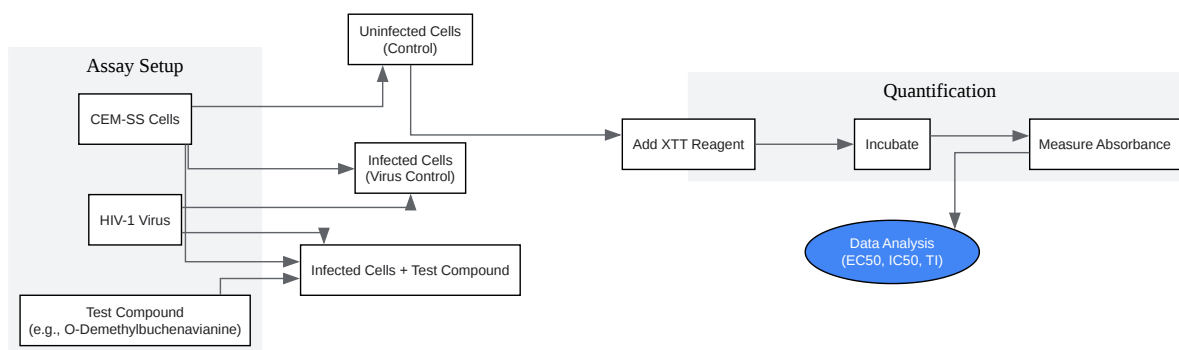 Assay Setup
CEM-SS Cells
HIV-1 Virus
Test Compound
(e.g., O-Demethylbuchenavianine)
Uninfected Cells
(Control)
Infected Cells
(Virus Control)
Infected Cells + Test Compound
Quantification
Add XTT Reagent
Incubate
Measure Absorbance
Data Analysis
(EC50, IC50, TI)